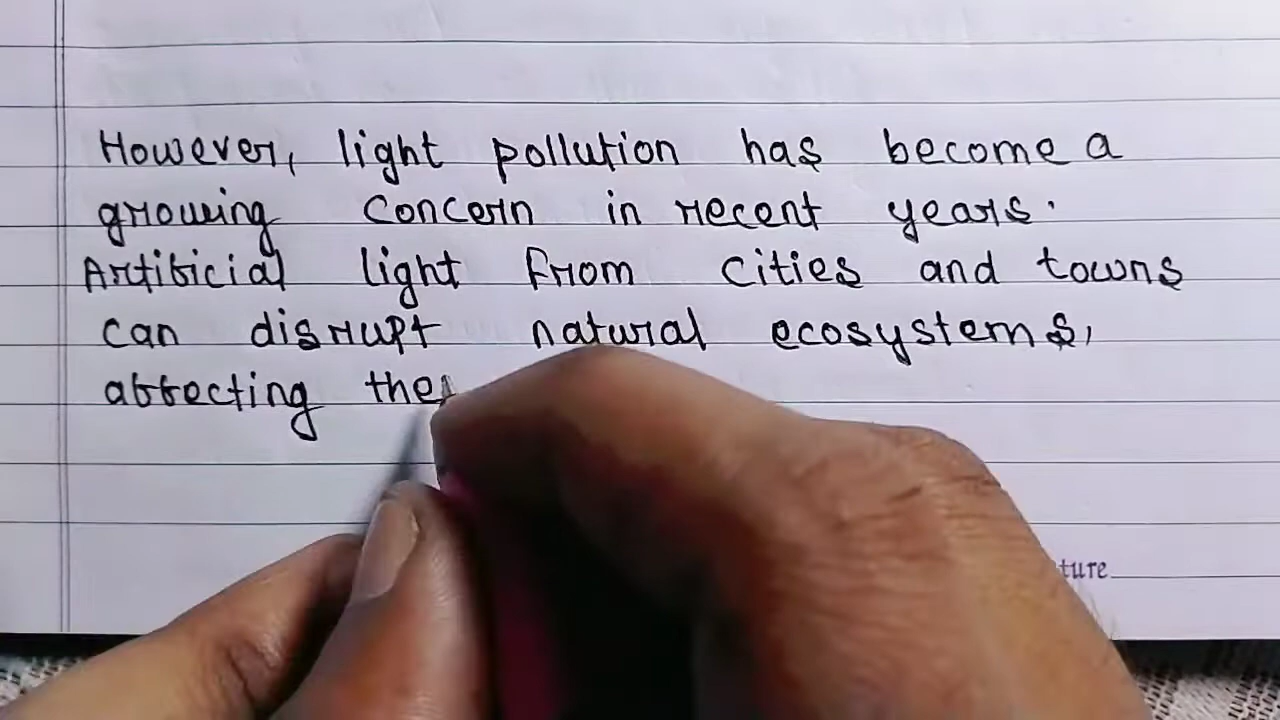 However, light pollution has become a
growing concern in recent years.
Artificial light from cities and towns
can disrupt natural ecosystems,
affecting the
ture